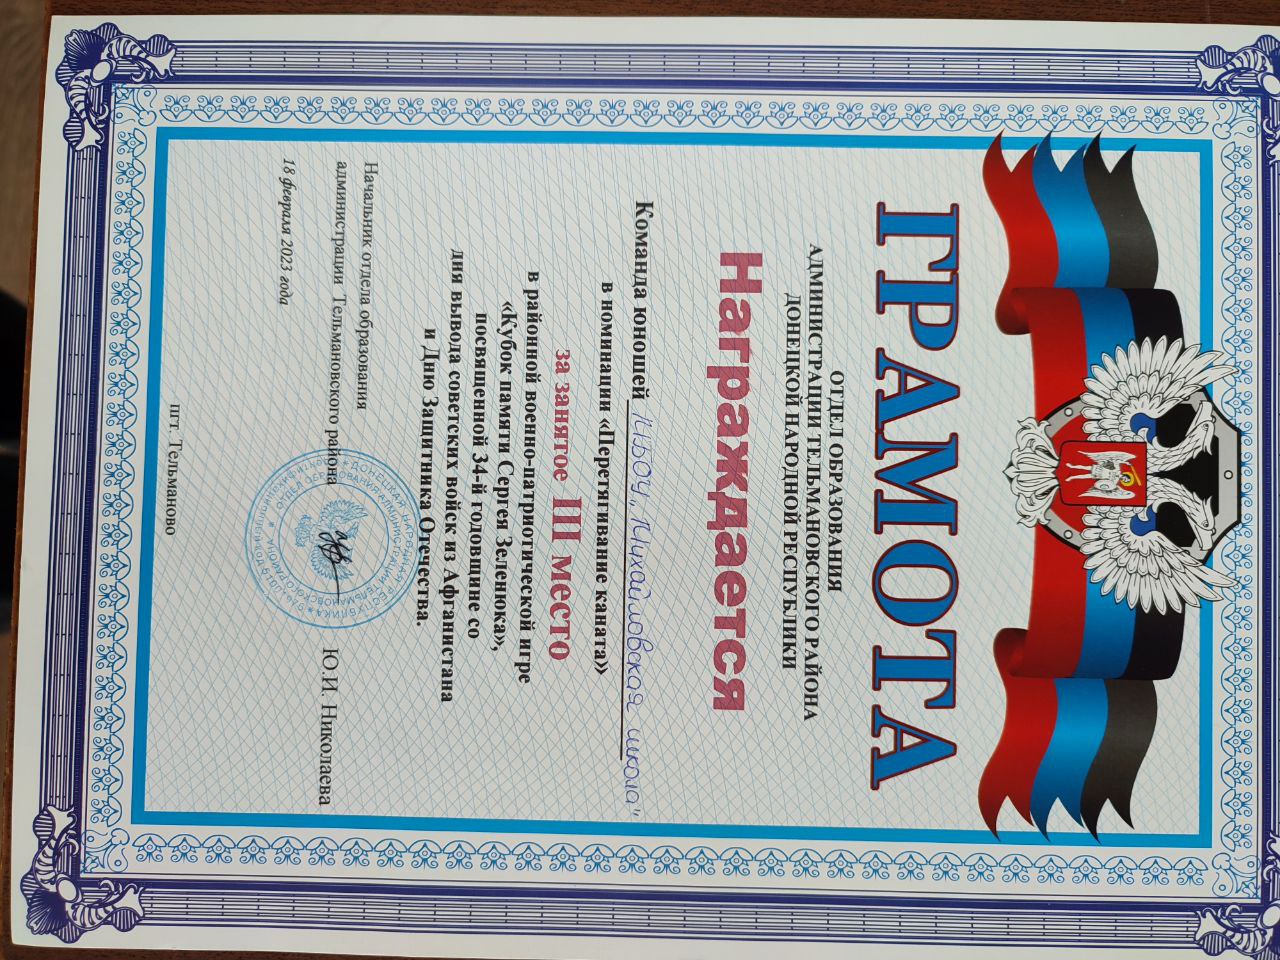 ГРАМОТА
ОТДЕЛ ОБРАЗОВАНИЯ
АДМИНИСТРАЦИИ ТЕЛЬМАНОВСКОГО РАЙОНА
ДОНЕЦКОЙ НАРОДНОЙ РЕСПУБЛИКИ
Награждается
Команда юношей МБОУ „Михайловская школа"
в номинации «Перетягивание каната»
за занятое III место
в районной военно-патриотической игре
«Кубок памяти Сергея Зеленюка»,
посвященной 34-й годовщине со
дня вывода советских войск из Афганистана
и Дню Защитника Отечества.
Начальник отдела образования
администрации Тельмановского района Ю.И. Николаева
18 февраля 2023 года
пгт. Тельманово